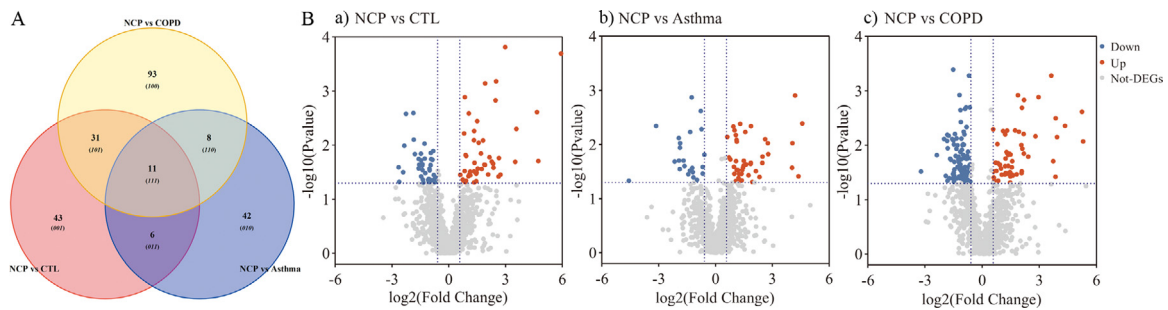 A
NCP vs COPD
93
(100)
31
(101)
8
(110)
11
(111)
43
(001)
42
(010)
6
(011)
NCP vs CTL
NCP vs Asthma
B
a) NCP vs CTL
4
3
2
1
0
-log10(Pvalue)
-6
-3
0
3
6
log2(Fold Change)
b) NCP vs Asthma
4
3
2
1
0
-log10(Pvalue)
-6
-3
0
3
6
log2(Fold Change)
c) NCP vs COPD
4
3
2
1
0
-log10(Pvalue)
-6
-3
0
3
6
log2(Fold Change)
Down
Up
Not-DEGs